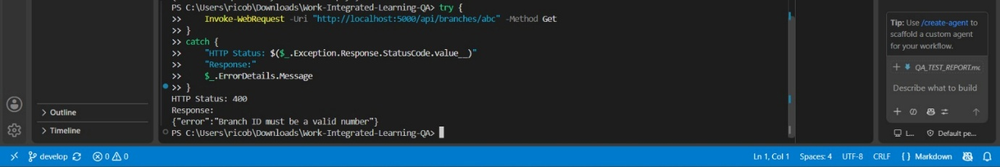 PS C:\Users\ricob\Downloads\Work-Integrated-Learning-QA> try {
>>     Invoke-WebRequest -Uri "http://localhost:5000/api/branches/abc" -Method Get
>> }
>> catch {
>>     "HTTP Status: $($_.Exception.Response.StatusCode.value__)"
>>     "Response:"
>>     $_.ErrorDetails.Message
>> }
HTTP Status: 400
Response:
{"error":"Branch ID must be a valid number"}
PS C:\Users\ricob\Downloads\Work-Integrated-Learning-QA>
Outline
Timeline
Tip: Use /create-agent to
scaffold a custom agent
for your workflow.
QA_TEST_REPORT.mc
Describe what to build
L... Default pe...
develop 0 0
Ln 1, Col 1 Spaces: 4 UTF-8 CRLF {} Markdown